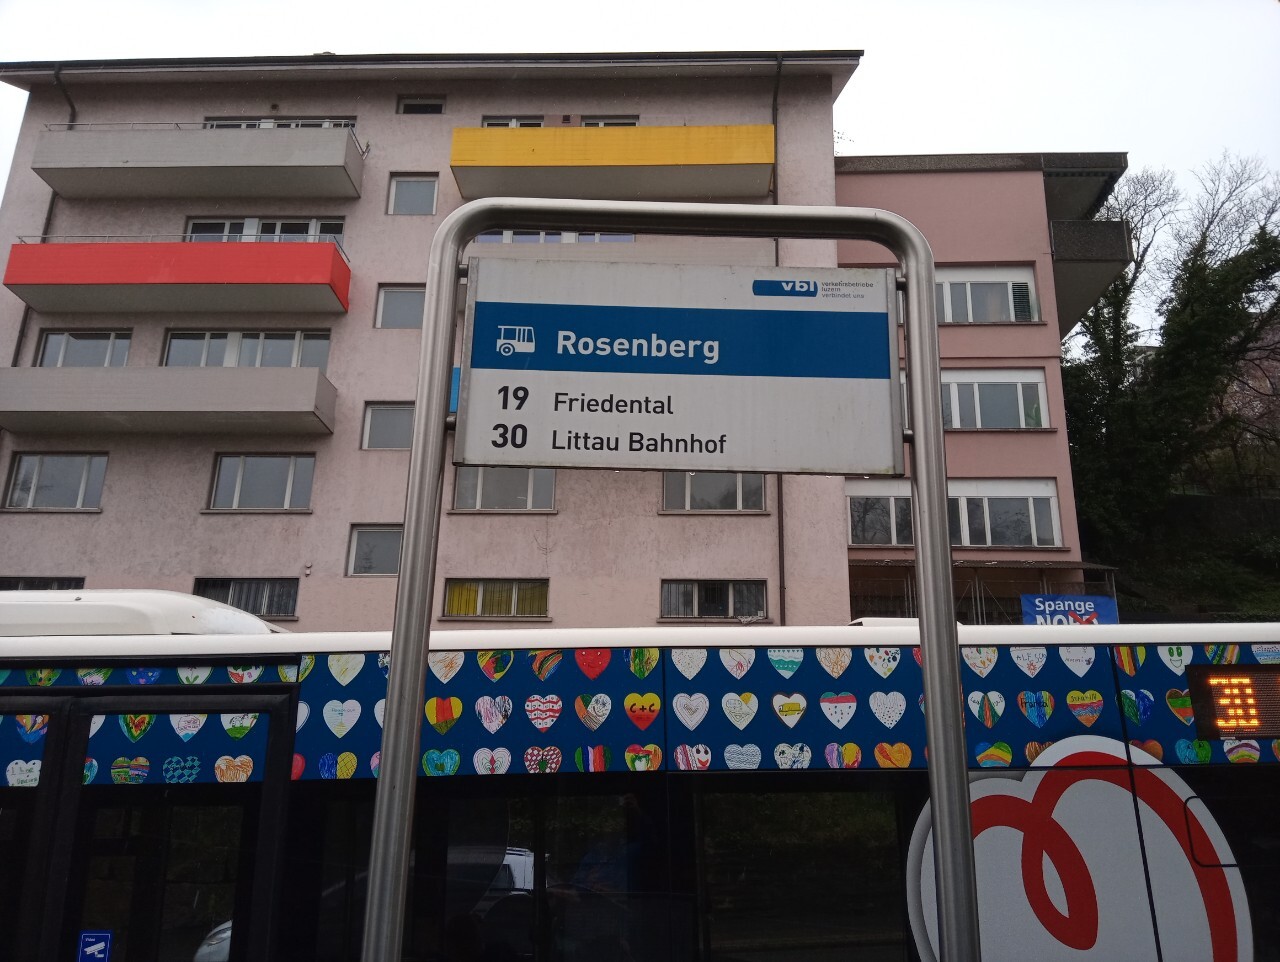 vbl
verkehrsbetriebe
luzern
verbindet uns
Rosenberg
19 Friedental
30 Littau Bahnhof
Spange
30
C+C